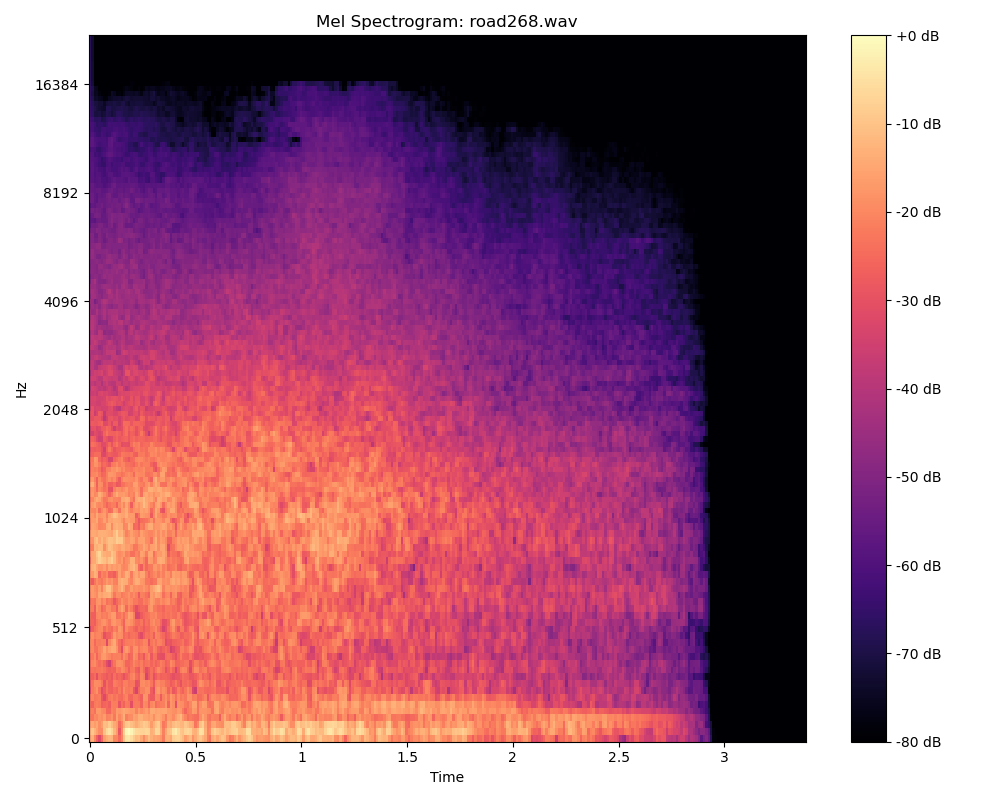 Mel Spectrogram: road268.wav
+0 dB
16384
-10 dB
8192
-20 dB
4096
-30 dB
Hz
-40 dB
2048
-50 dB
1024
-60 dB
512
-70 dB
0
-80 dB
0 0.5 1 1.5 2 2.5 3
Time